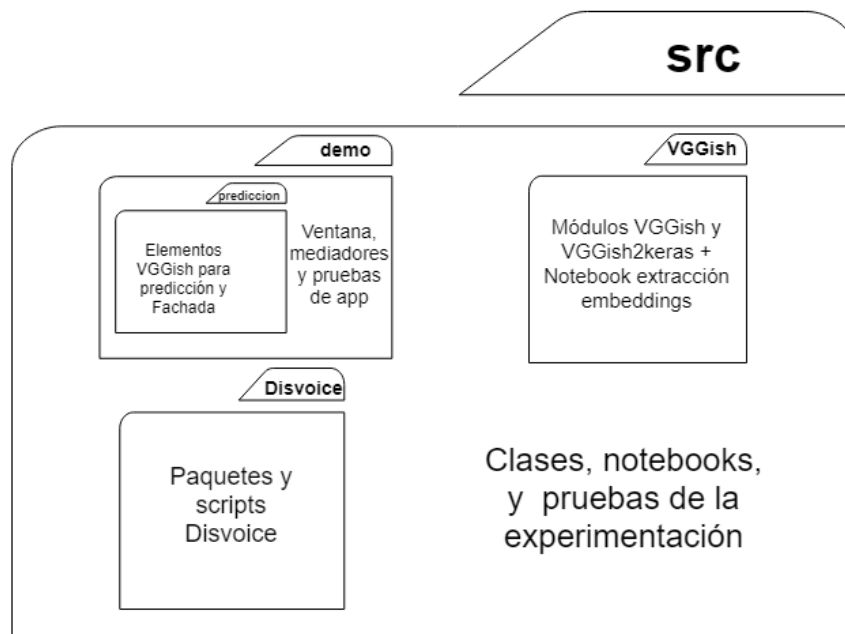 src
demo
prediccion
Elementos
VGGish para
predicción y
Fachada
Ventana,
mediadores
y pruebas
de app
VGGish
Módulos VGGish y
VGGish2keras +
Notebook extracción
embeddings
Disvoice
Paquetes y
scripts
Disvoice
Clases, notebooks,
y pruebas de la
experimentación